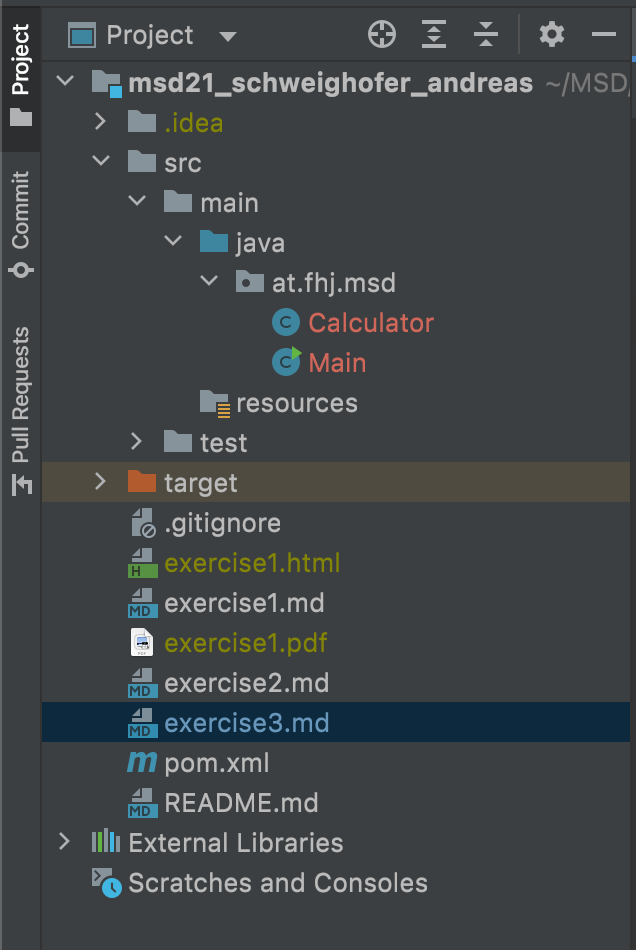 Project
Commit
Pull Requests
Project
msd21_schweighofer_andreas ~/MSD/
.idea
src
main
java
at.fhj.msd
C Calculator
C Main
resources
test
target
.gitignore
H exercise1.html
MD exercise1.md
PDF exercise1.pdf
MD exercise2.md
MD exercise3.md
m pom.xml
MD README.md
External Libraries
Scratches and Consoles